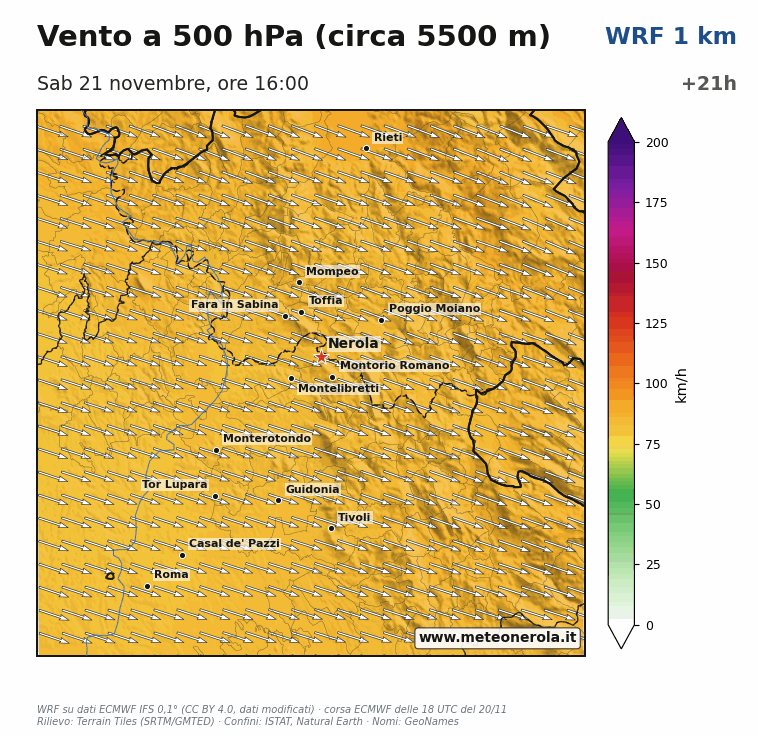 Vento a 500 hPa (circa 5500 m)
WRF 1 km
Sab 21 novembre, ore 16:00
+21h
Rieti
Mompeo
Fara in Sabina
Toffia
Poggio Moiano
Nerola
Montorio Romano
Montelibretti
Monterotondo
Tor Lupara
Guidonia
Tivoli
Casal de' Pazzi
Roma
www.meteonerola.it
200
175
150
125
100
75
50
25
0
km/h
WRF su dati ECMWF IFS 0,1° (CC BY 4.0, dati modificati) · corsa ECMWF delle 18 UTC del 20/11
Rilievo: Terrain Tiles (SRTM/GMTED) · Confini: ISTAT, Natural Earth · Nomi: GeoNames